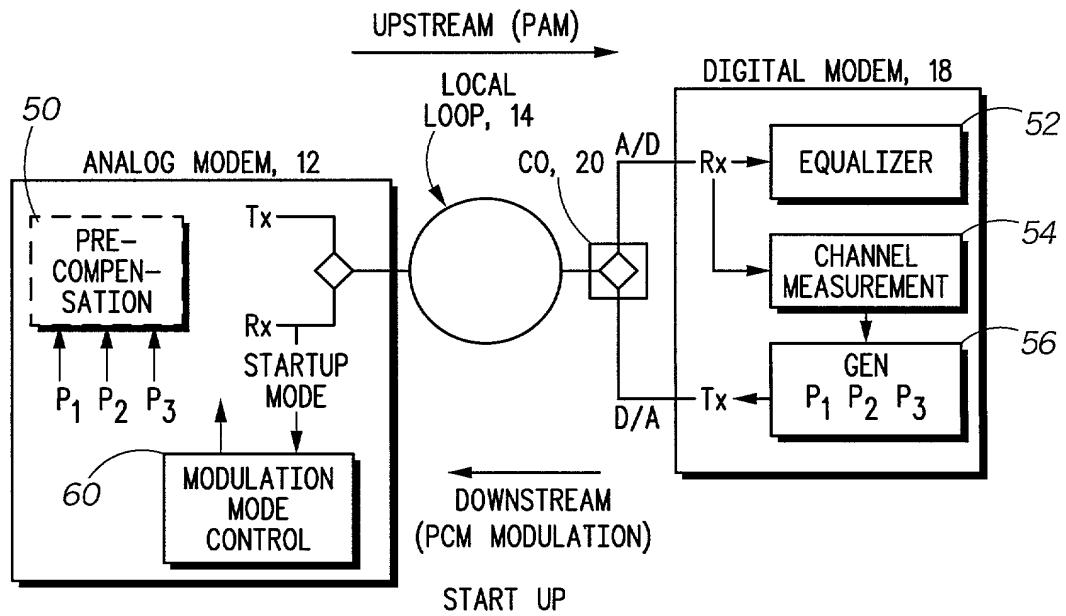 UPSTREAM (PAM)
DIGITAL MODEM, 18
LOCAL
LOOP, 14
50
ANALOG MODEM, 12
CO, 20
A/D
Rx
EQUALIZER
52
PRE-
COMPEN-
SATION
Tx
Rx
CHANNEL
MEASUREMENT
54
P1 P2 P3
STARTUP
MODE
GEN
P1 P2 P3
56
Tx
D/A
60
MODULATION
MODE
CONTROL
DOWNSTREAM
(PCM MODULATION)
START UP